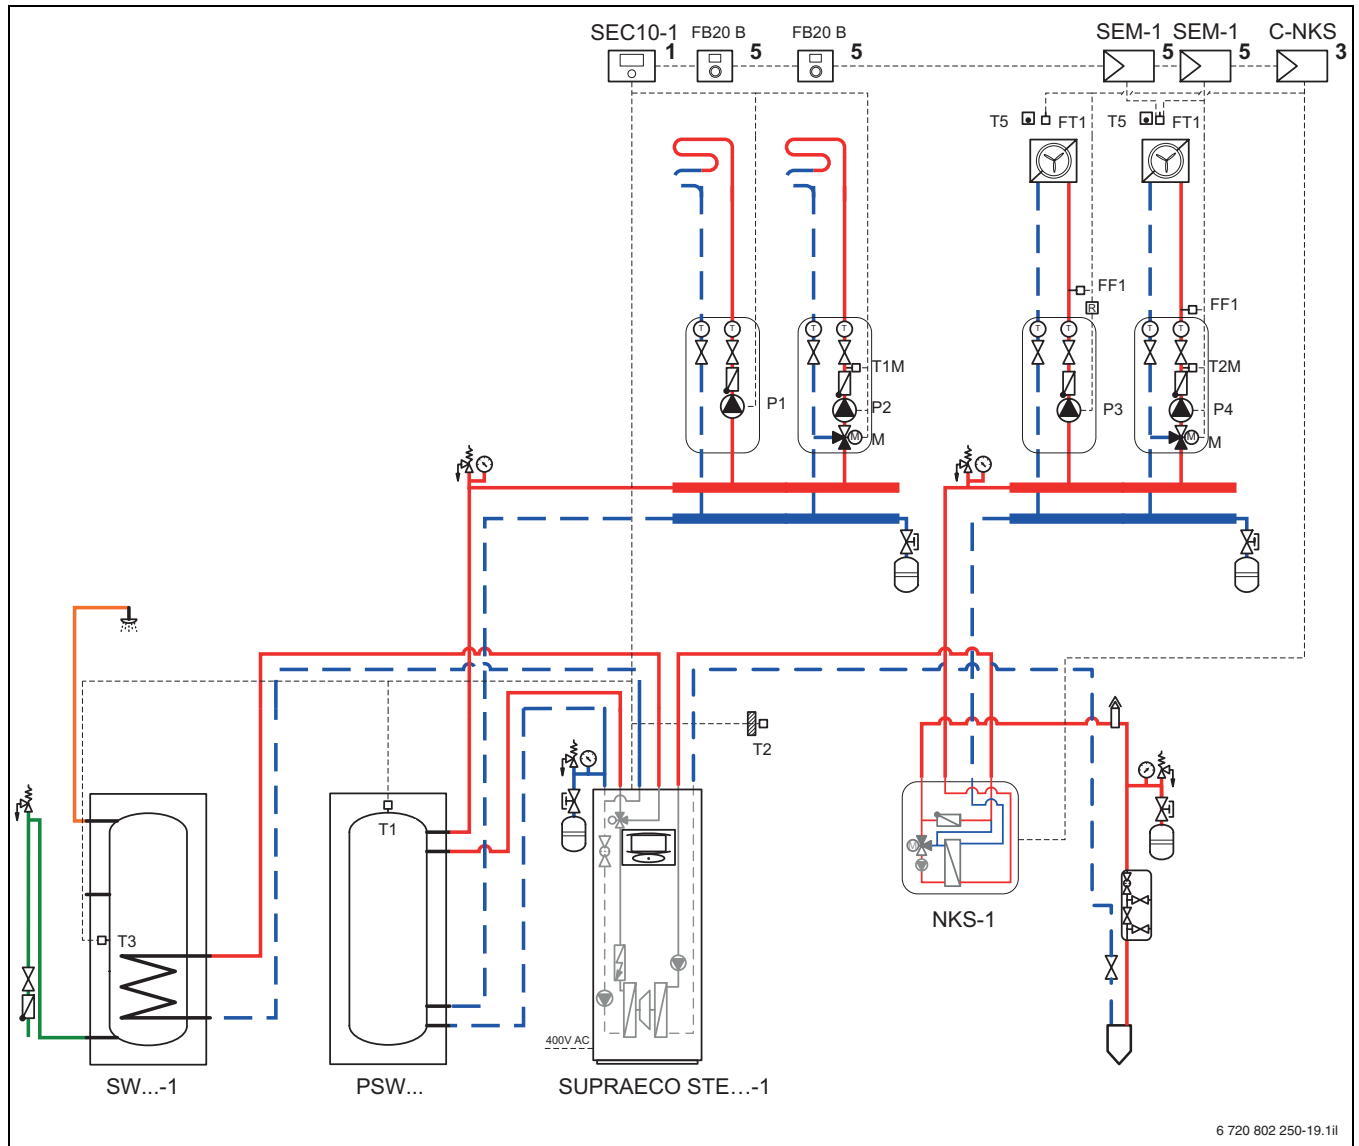 SEC10-1 FB20 B FB20 B SEM-1 SEM-1 C-NKS
1 5 5 5 5 3
T5 FT1 T5 FT1
FF1
R
FF1
T T T T T T T T
T1M T2M
P1 P2 P3 P4
M M M M
T2
T1
M
T3
NKS-1
400V AC
SW...-1 PSW... SUPRAECO STE...-1
6 720 802 250-19.1il